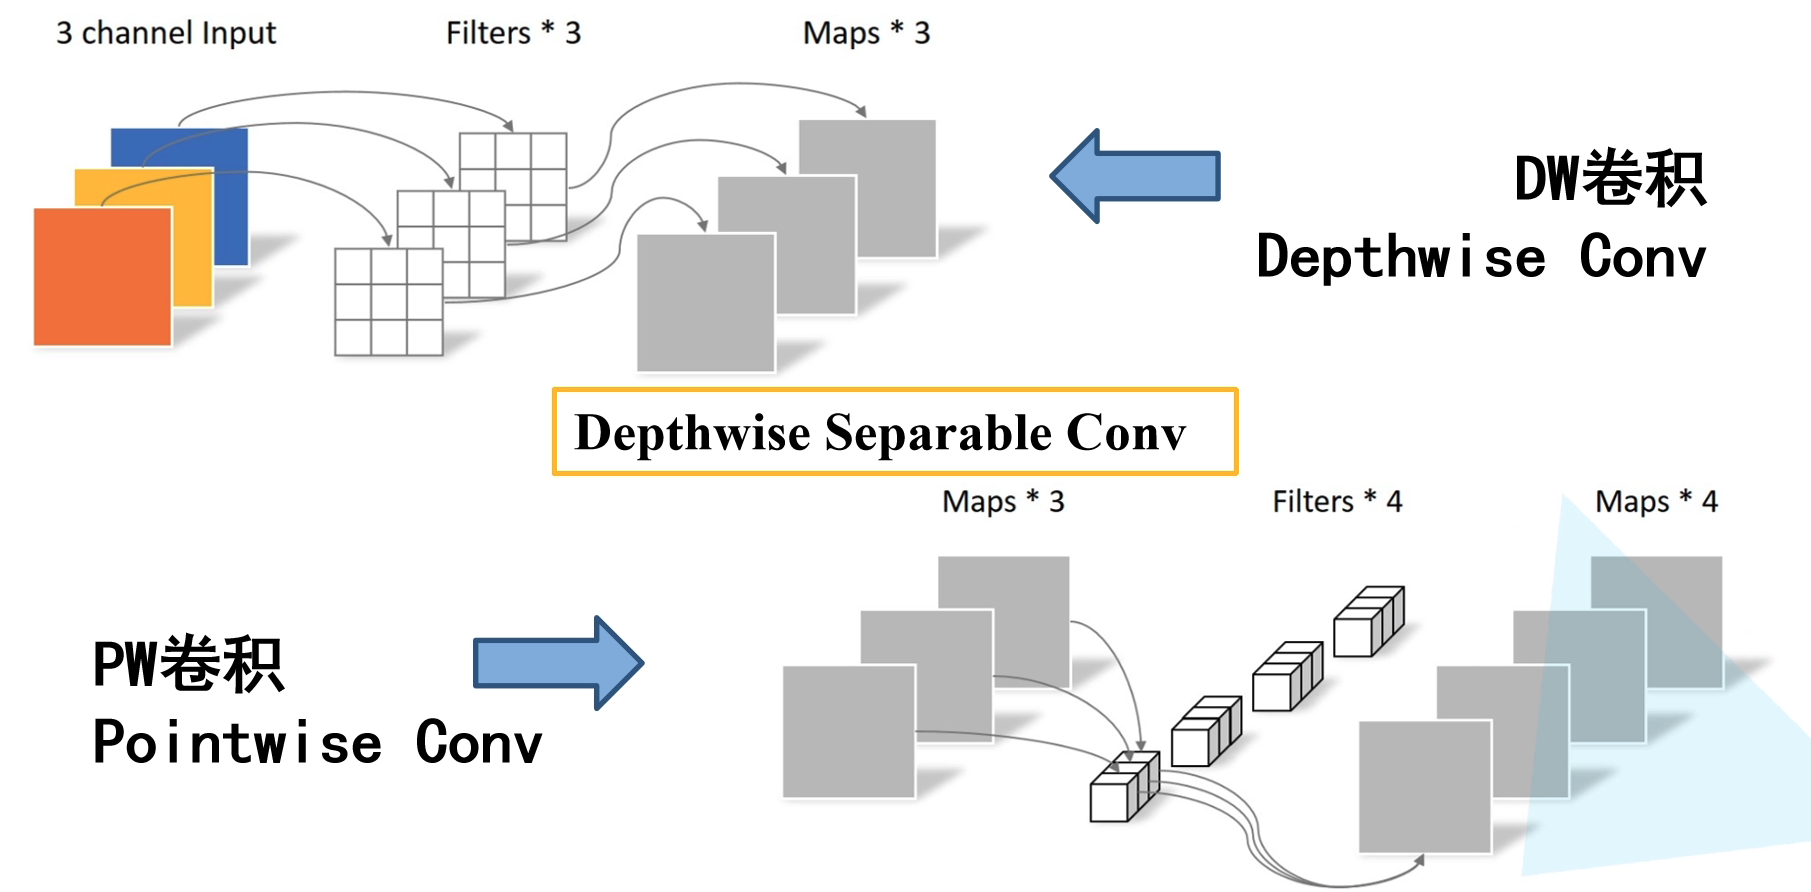 3 channel Input
Filters * 3
Maps * 3
DW卷积
Depthwise Conv
Depthwise Separable Conv
Maps * 3
Filters * 4
Maps * 4
PW卷积
Pointwise Conv